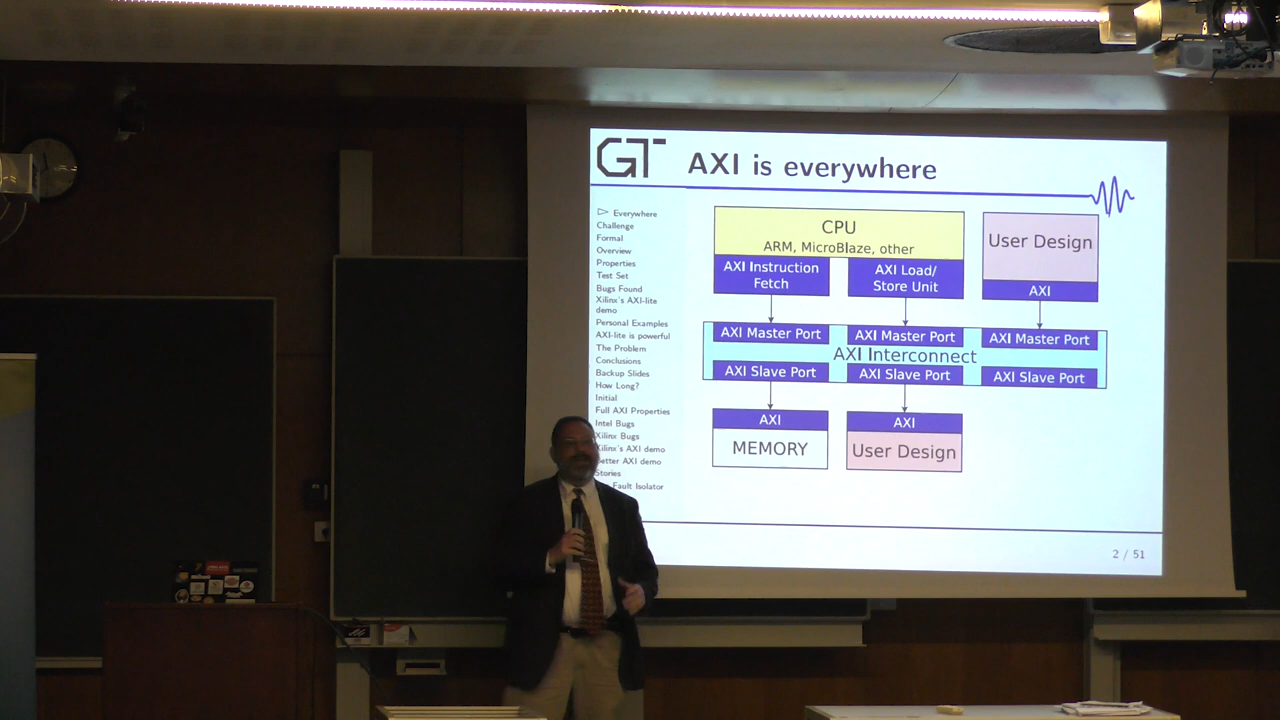 GT
AXI is everywhere
Everywhere
Challenge
Formal
Overview
Properties
Test Set
Bugs Found
Xilinx's AXI-lite
demo
Personal Examples
AXI-lite is powerful
The Problem
Conclusions
Backup Slides
How Long?
Initial
Full AXI Properties
Intel Bugs
Xilinx Bugs
Xilinx's AXI demo
etter AXI demo
Stories
Fault Isolator
CPU
ARM, MicroBlaze, other
AXI Instruction
Fetch
AXI Load/
Store Unit
User Design
AXI
AXI Master Port
AXI Master Port
AXI Master Port
AXI Interconnect
AXI Slave Port
AXI Slave Port
AXI Slave Port
AXI
MEMORY
AXI
User Design
2 / 51